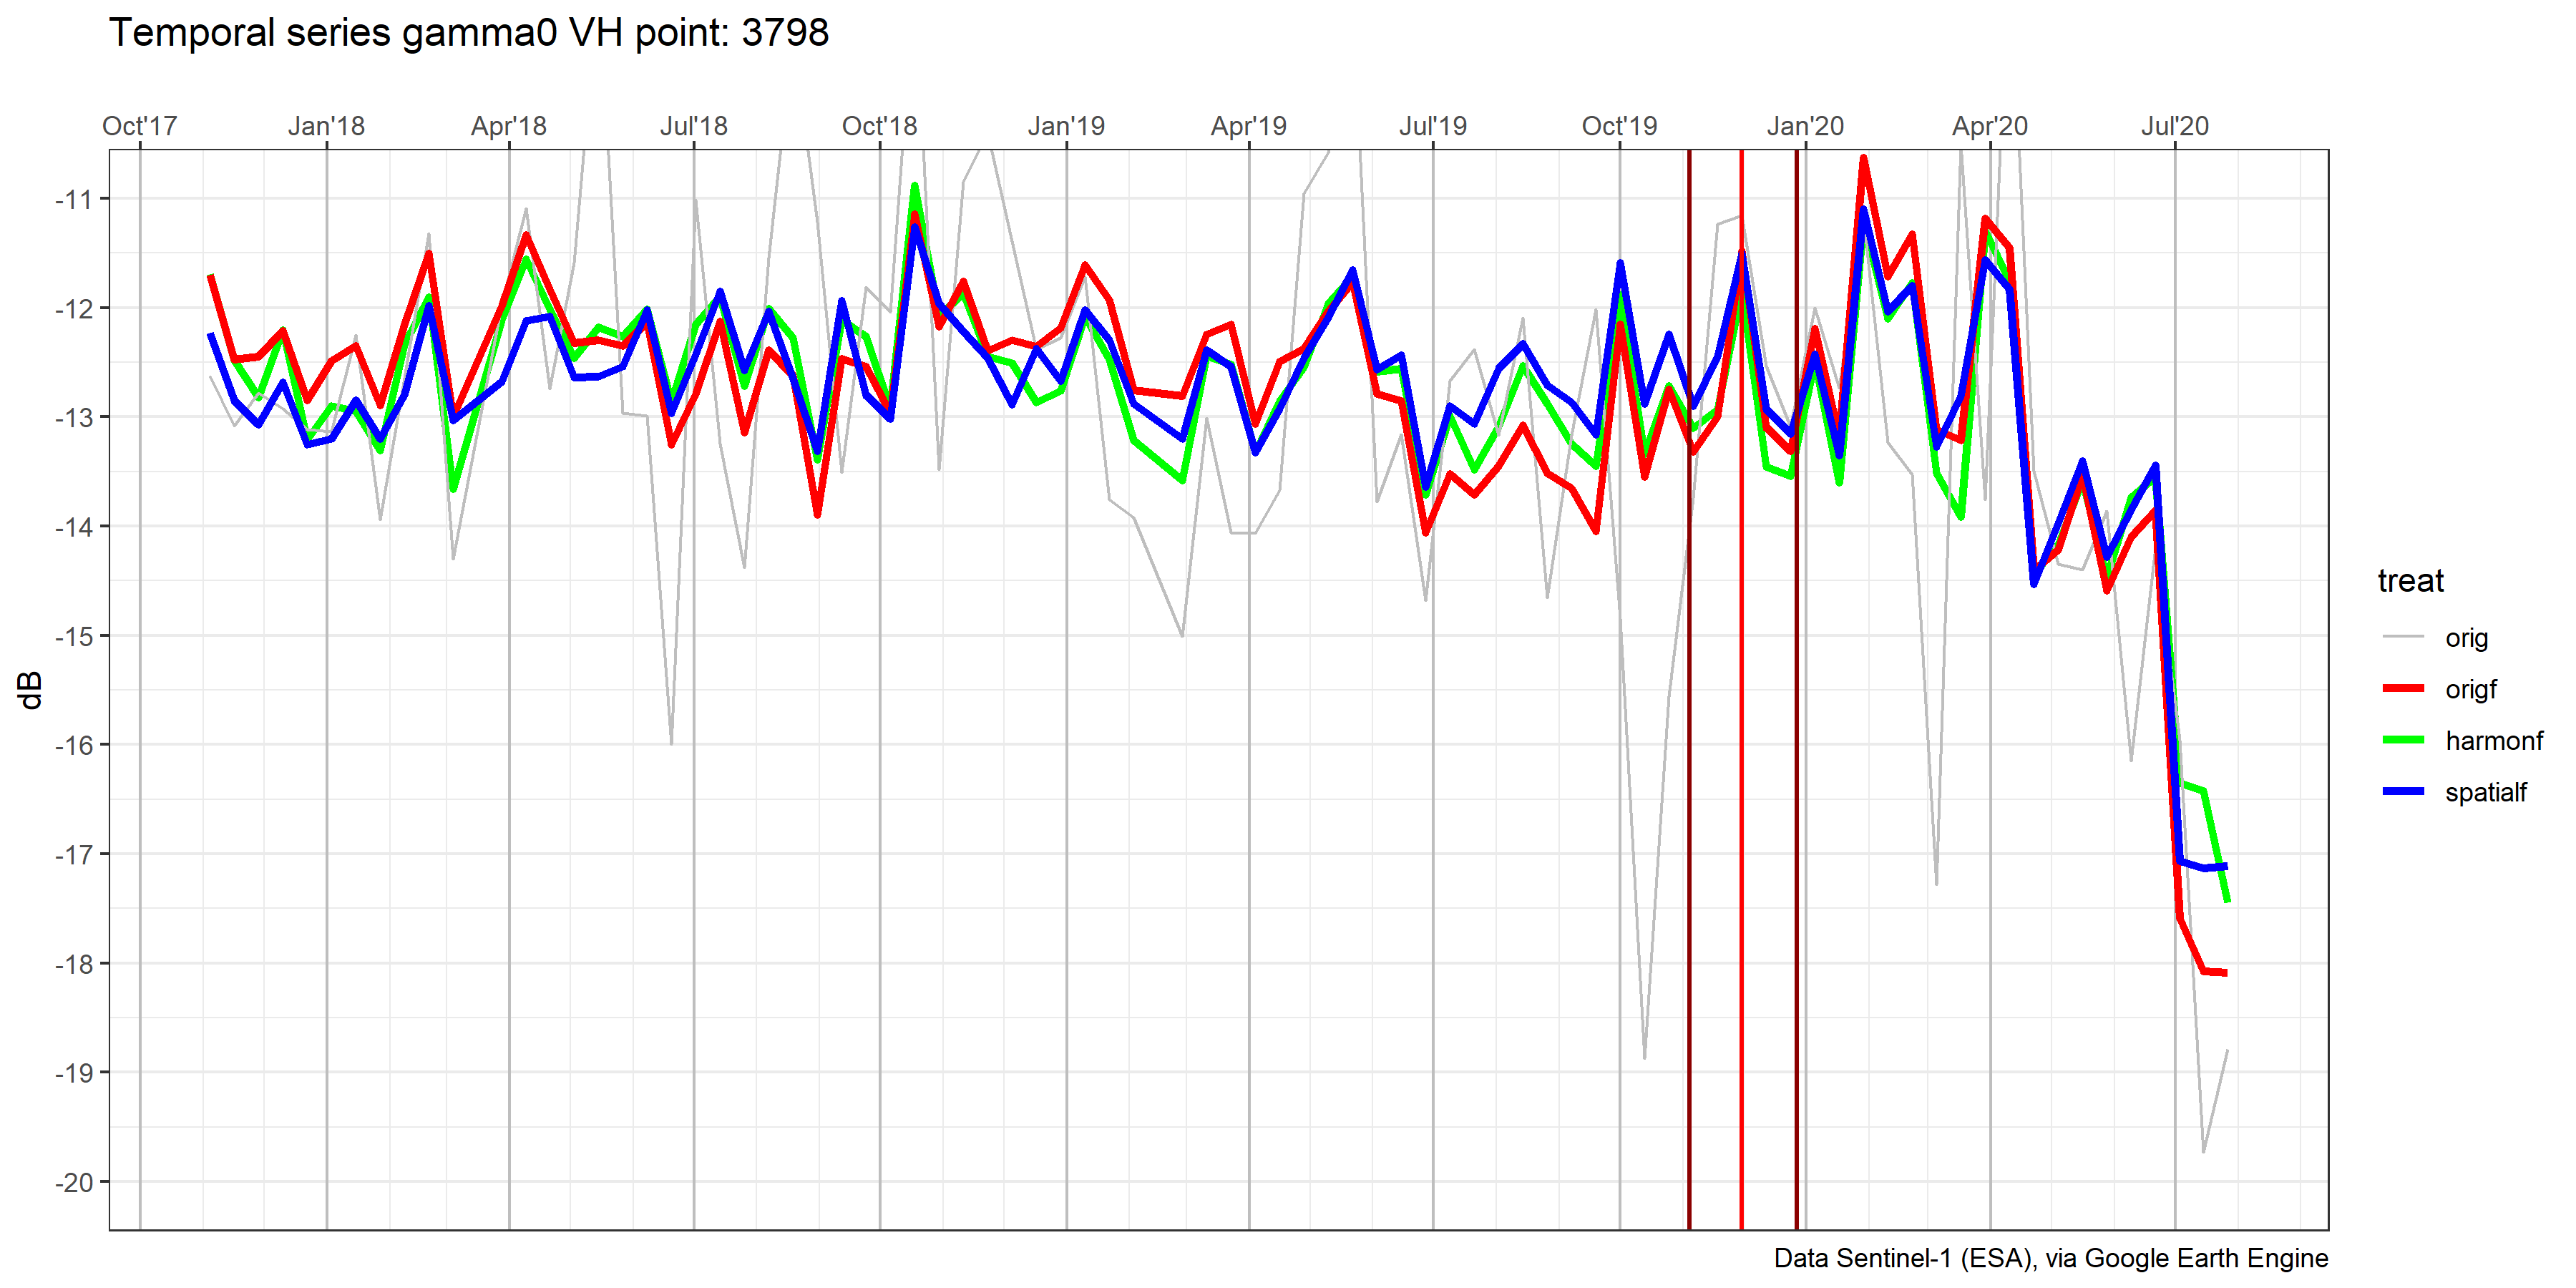 Temporal series gamma0 VH point: 3798
Oct'17 Jan'18 Apr'18 Jul'18 Oct'18 Jan'19 Apr'19 Jul'19 Oct'19 Jan'20 Apr'20 Jul'20
-11
-12
-13
-14
-15
-16
-17
-18
-19
-20
dB
treat
orig
origf
harmonf
spatialf
Data Sentinel-1 (ESA), via Google Earth Engine